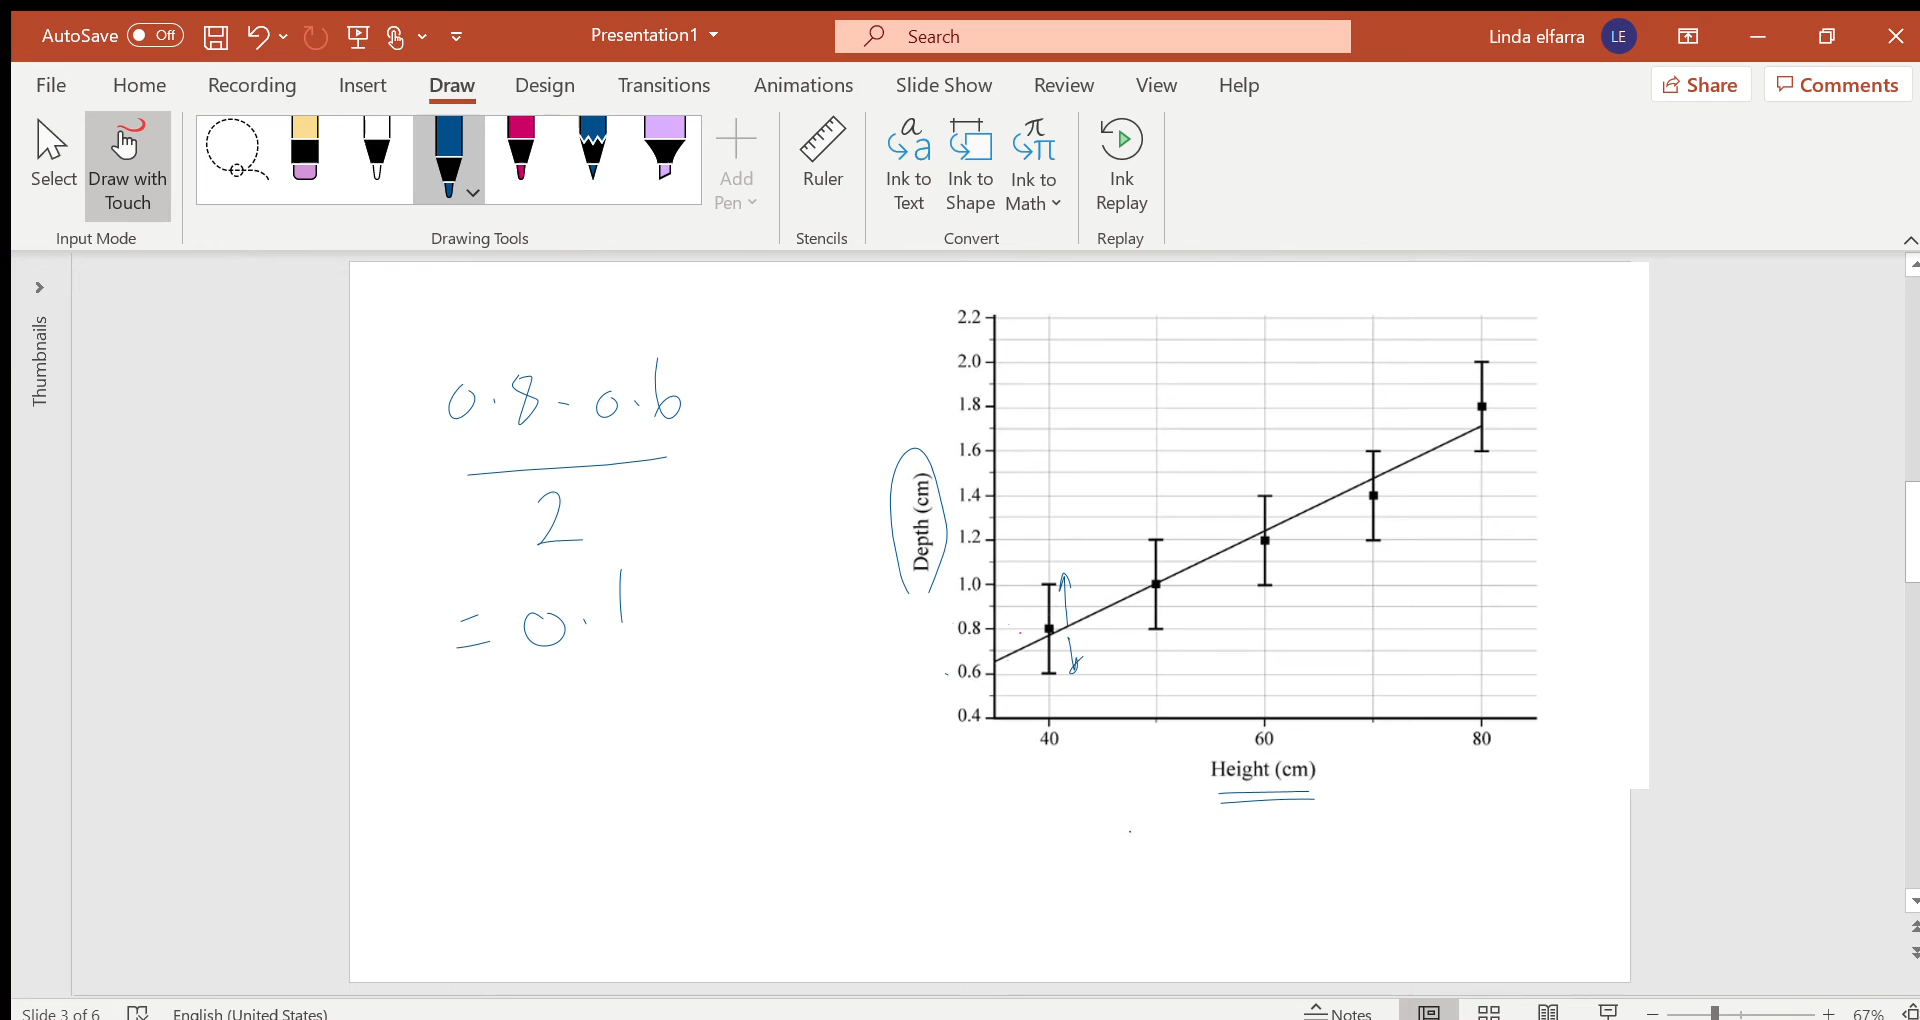 AutoSave Off Presentation1 Search Linda elfarra LE
File Home Recording Insert Draw Design Transitions Animations Slide Show Review View Help Share Comments
Select Draw with Touch
Add Pen
Ruler
Ink to Text
Ink to Shape
Ink to Math
Ink Replay
Input Mode Drawing Tools Stencils Convert Replay
Thumbnails
0.8 - 0.6
2
= 0.1
Depth (cm)
2.2
2.0
1.8
1.6
1.4
1.2
1.0
0.8
0.6
0.4
40 60 80
Height (cm)
Slide 3 of 6 English (United States) Notes 67%